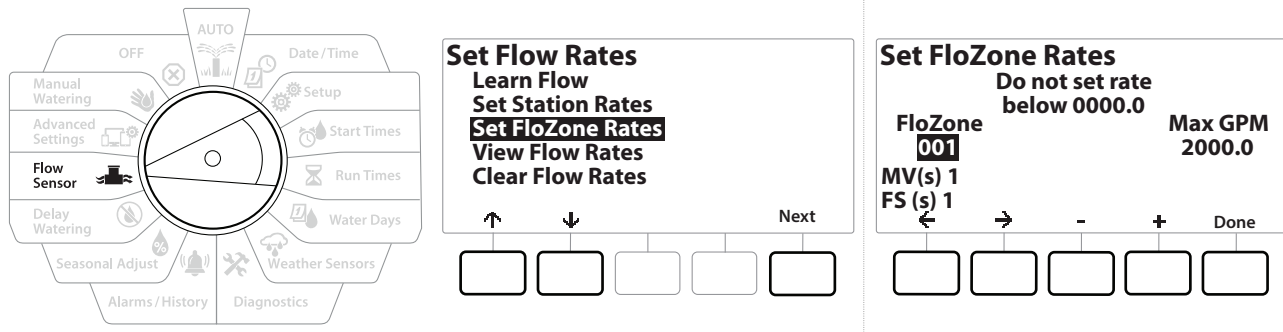 AUTO
OFF
Date/Time
Manual
Watering
Setup
Advanced
Settings
Start Times
Flow
Sensor
Run Times
Delay
Watering
Water Days
%
Seasonal Adjust
Weather Sensors
Alarms/History
Diagnostics
Set Flow Rates
Learn Flow
Set Station Rates
Set FloZone Rates
View Flow Rates
Clear Flow Rates
↑ ↓ Next
Set FloZone Rates
Do not set rate
below 0000.0
FloZone Max GPM
001 2000.0
MV(s) 1
FS (s) 1
← → - + Done